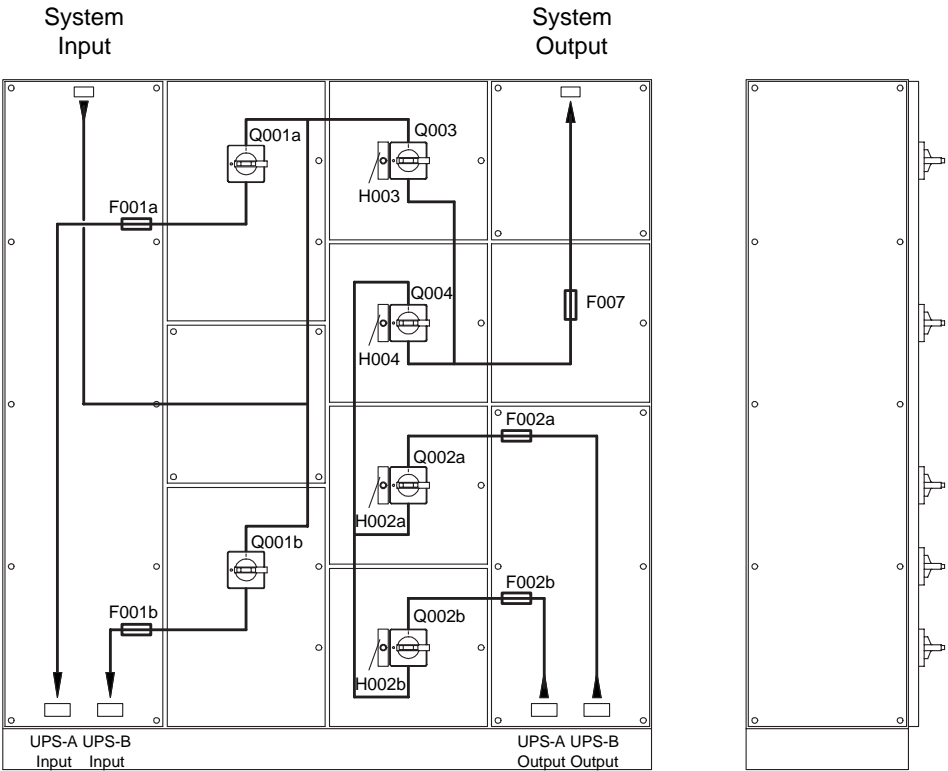 System
Input
System
Output
Q001a
Q003
H003
F001a
Q004
F007
H004
F002a
Q002a
H002a
Q001b
F002b
F001b
Q002b
H002b
UPS-A UPS-B
Input Input
UPS-A UPS-B
Output Output